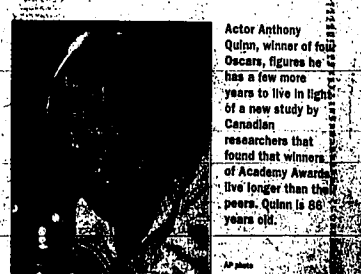 Actor Anthony
Quinn, winner of four
Oscars, figures he
has a few more
years to live in light
of a new study by
Canadian
researchers that
found that winners
of Academy Awards
live longer than their
peers. Quinn is 86
years old.
AP photo